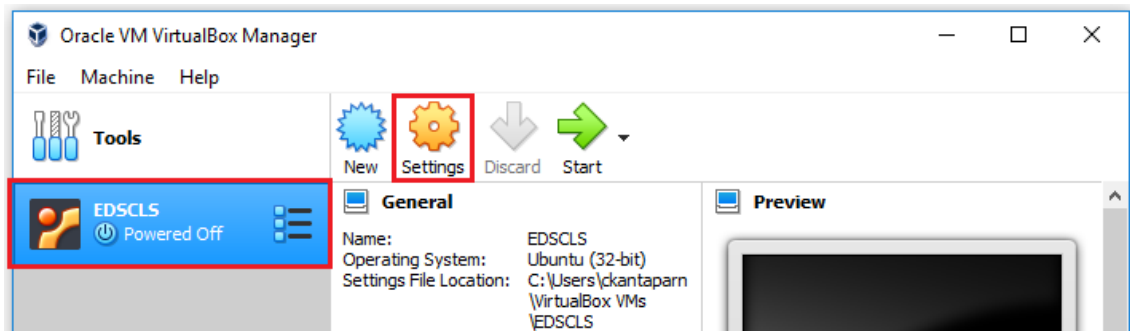 Oracle VM VirtualBox Manager
File Machine Help
Tools
New Settings Discard Start
EDSCLS
Powered Off
General
Name: EDSCLS
Operating System: Ubuntu (32-bit)
Settings File Location: C:\Users\ckantaparn
\VirtualBox VMs
\EDSCLS
Preview